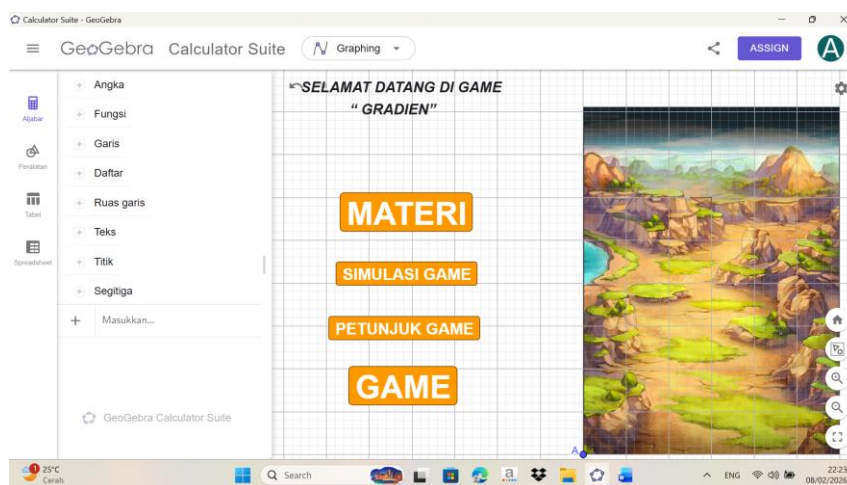 Calculator Suite - GeoGebra
GeoGebra Calculator Suite Graphing ASSIGN A
Aljabar
Peralatan
Tabel
Spreadsheet
Angka
Fungsi
Garis
Daftar
Ruas garis
Teks
Titik
Segitiga
Masukkan...
GeoGebra Calculator Suite
SELAMAT DATANG DI GAME
“ GRADIEN”
MATERI
SIMULASI GAME
PETUNJUK GAME
GAME
A
1 25°C
Cerah
Search
ENG
22:23
08/02/2026